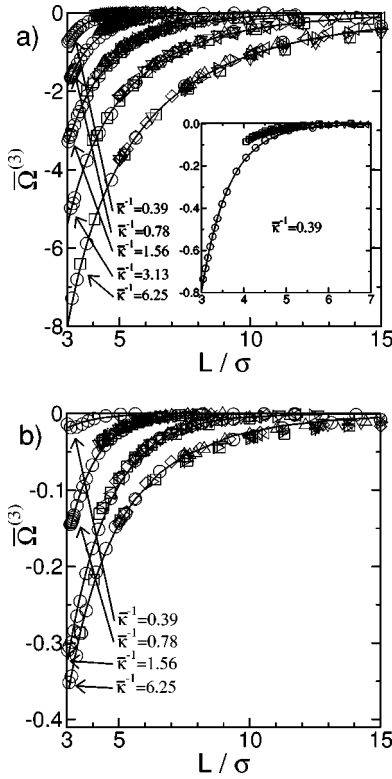 a)
0
-2
-4
-6
-8
Ω̄⁽³⁾
κ̄⁻¹=0.39
κ̄⁻¹=0.78
κ̄⁻¹=1.56
κ̄⁻¹=3.13
κ̄⁻¹=6.25
0.0
-0.2
-0.4
-0.6
-0.8
κ̄⁻¹=0.39
3 4 5 6 7
3 5 10 15
L / σ
b)
0
-0.1
-0.2
-0.3
-0.4
Ω̄⁽³⁾
κ̄⁻¹=0.39
κ̄⁻¹=0.78
κ̄⁻¹=1.56
κ̄⁻¹=6.25
3 5 10 15
L / σ